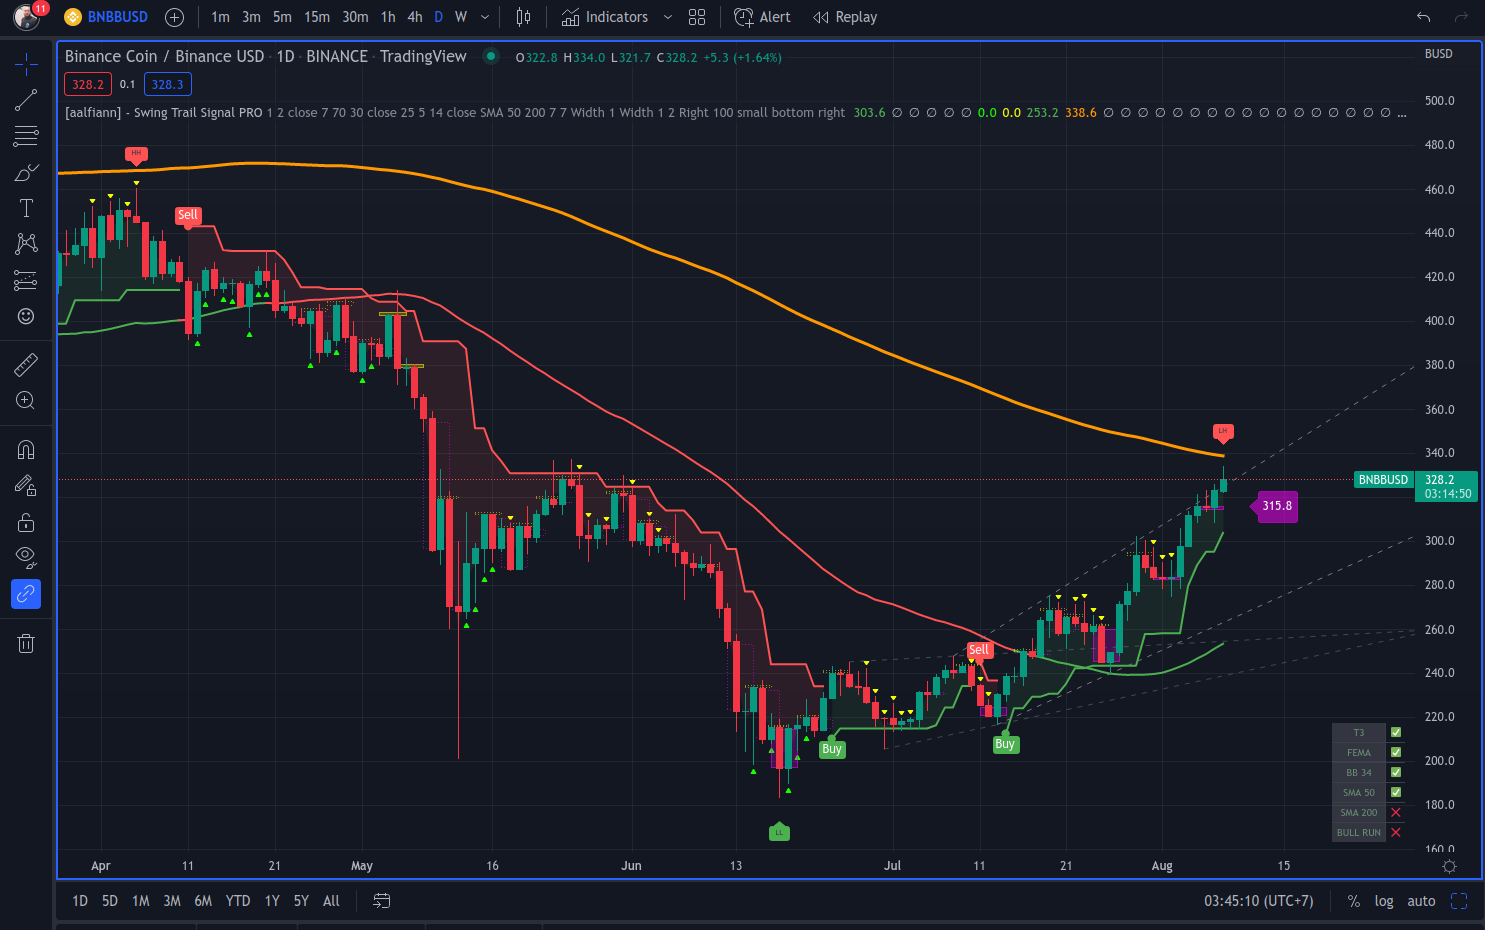 11
BNBBUSD
1m 3m 5m 15m 30m 1h 4h D W
Indicators
Alert
Replay
Binance Coin / Binance USD · 1D · BINANCE · TradingView
O322.8 H334.0 L321.7 C328.2 +5.3 (+1.64%)
BUSD
328.2 0.1 328.3
[aalfiann] - Swing Trail Signal PRO 1 2 close 7 70 30 close 25 5 14 close SMA 50 200 7 7 Width 1 Width 1 2 Right 100 small bottom right 303.6 ∅ ∅ ∅ ∅ ∅ 0.0 0.0 253.2 338.6 ∅ ∅ ∅ ∅ ∅ ∅ ∅ ∅ ∅ ∅ ∅ ∅ ∅ ∅ ∅ ∅ ∅ ...
500.0
480.0
HH
460.0
Sell
440.0
420.0
400.0
380.0
360.0
LH
340.0
BNBBUSD 328.2
03:14:50
315.8
300.0
280.0
260.0
Sell
240.0
220.0
Buy
Buy
T3
FEMA
200.0
BB 34
SMA 50
180.0
SMA 200
LL
BULL RUN
160.0
Apr 11 21 May 16 Jun 13 Jul 11 21 Aug 15
1D 5D 1M 3M 6M YTD 1Y 5Y All
03:45:10 (UTC+7)
% log auto